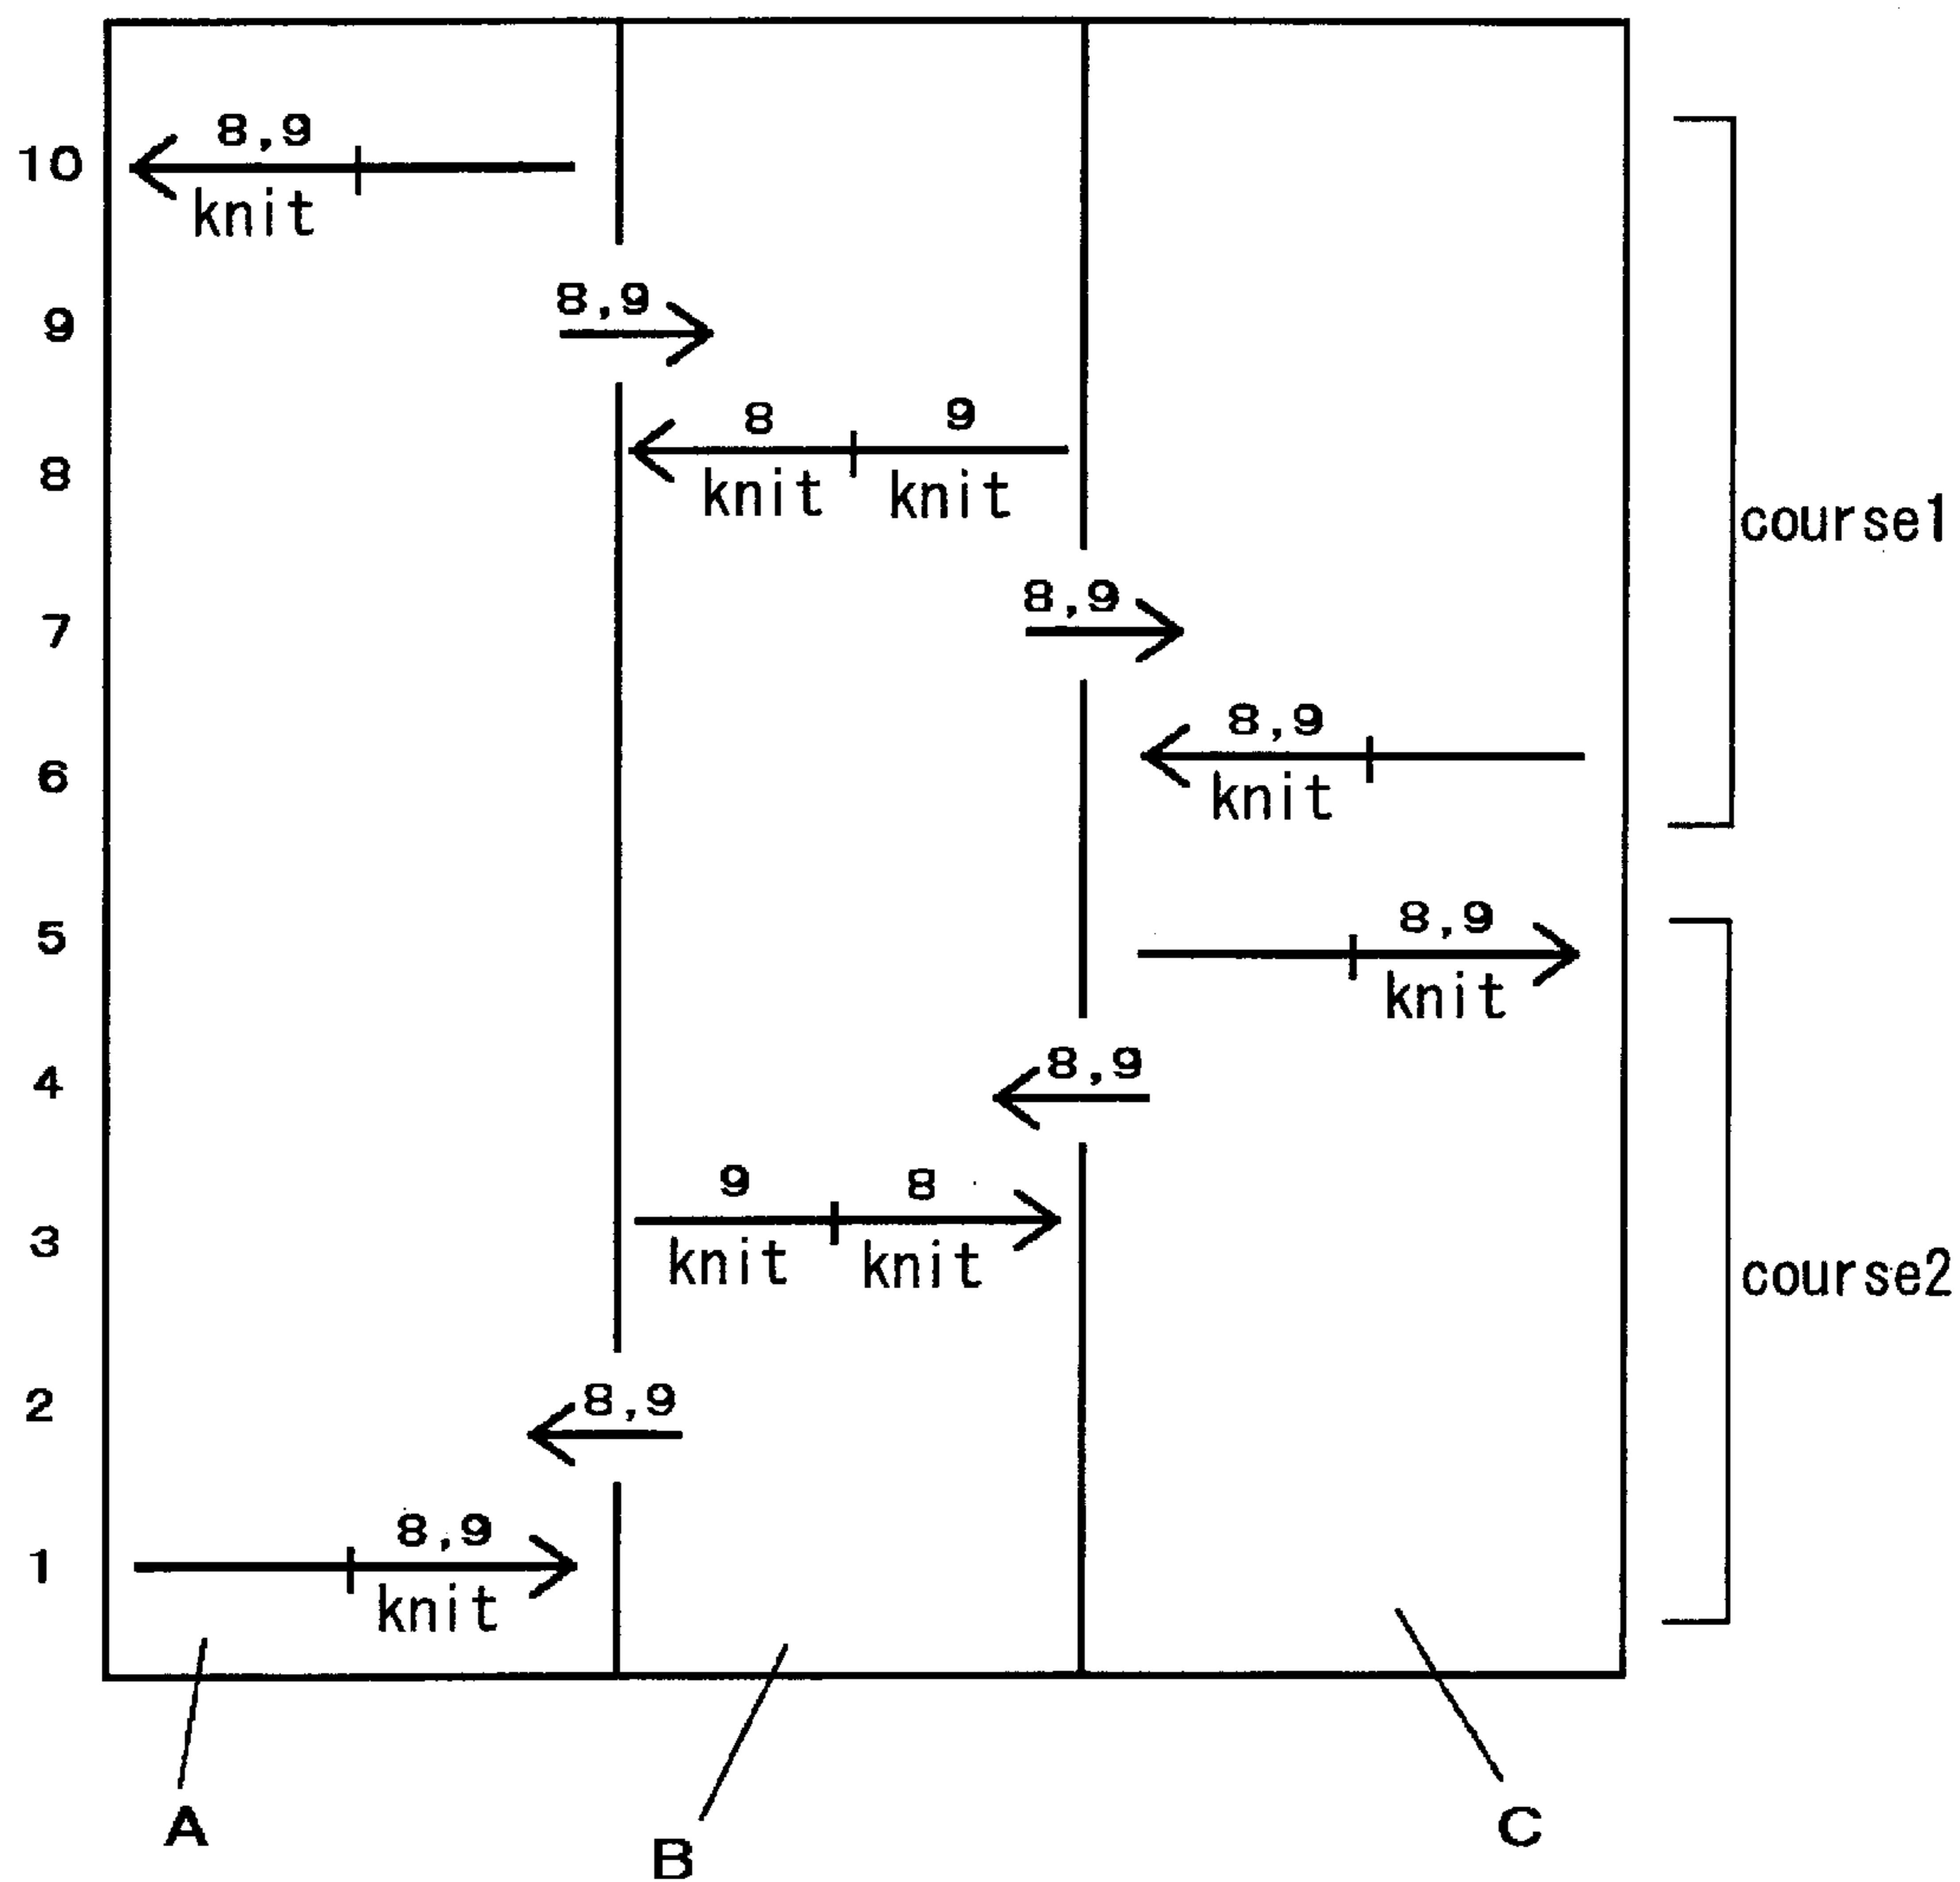 10 8,9
knit
9 8,9
8 8 9
knit knit
course1
7 8,9
6 8,9
knit
5 8,9
knit
4 8,9
3 9 8
knit knit
course2
2 8,9
1 8,9
knit
A B C